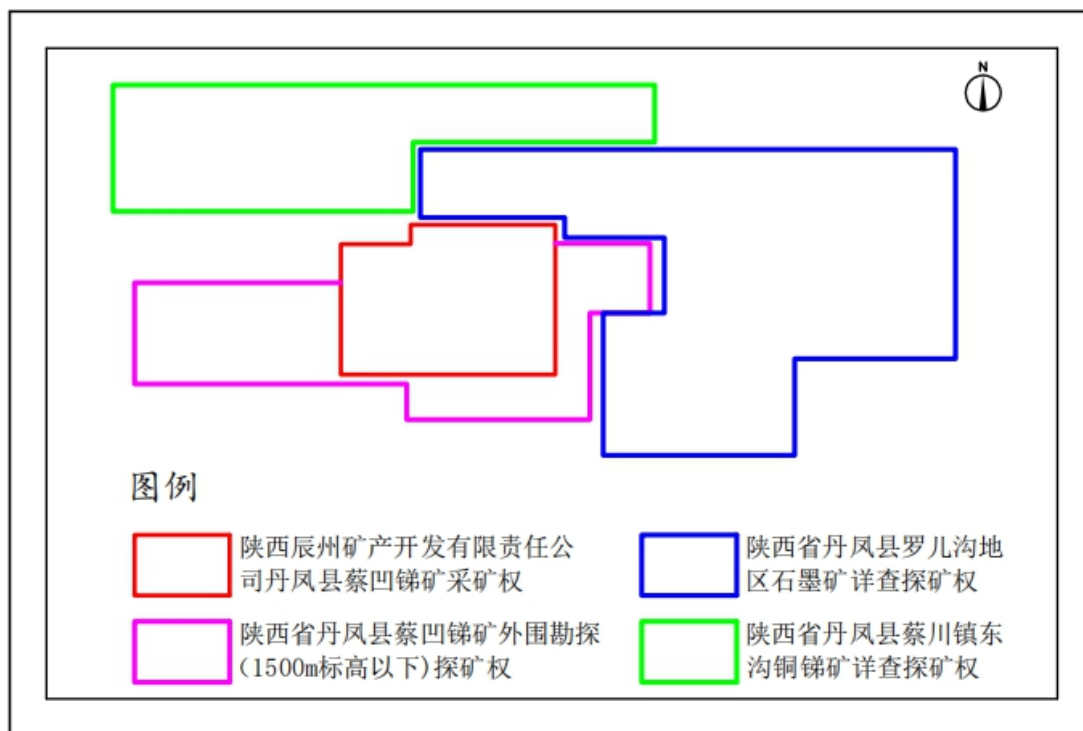 N
图例
陕西辰州矿产开发有限责任公
司丹凤县蔡凹锑矿采矿权
陕西省丹凤县罗儿沟地
区石墨矿详查探矿权
陕西省丹凤县蔡凹锑矿外围勘探
(1500m标高以下)探矿权
陕西省丹凤县蔡川镇东
沟铜锑矿详查探矿权